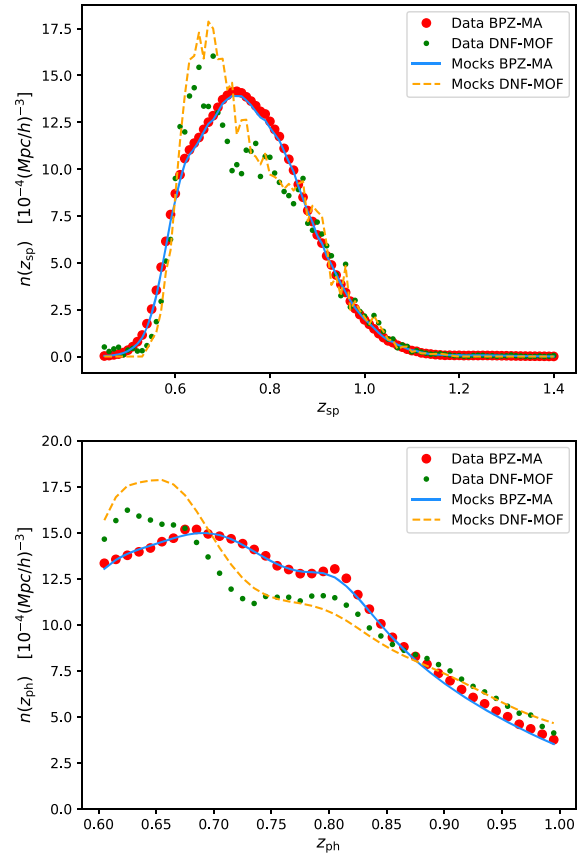 Data BPZ-MA
Data DNF-MOF
Mocks BPZ-MA
Mocks DNF-MOF
17.5
15.0
12.5
10.0
7.5
5.0
2.5
0.0
n(z_sp) [10^{-4}(Mpc/h)^{-3}]
0.6 0.8 1.0 1.2 1.4
z_sp
Data BPZ-MA
Data DNF-MOF
Mocks BPZ-MA
Mocks DNF-MOF
20.0
17.5
15.0
12.5
10.0
7.5
5.0
2.5
0.0
n(z_ph) [10^{-4}(Mpc/h)^{-3}]
0.60 0.65 0.70 0.75 0.80 0.85 0.90 0.95 1.00
z_ph